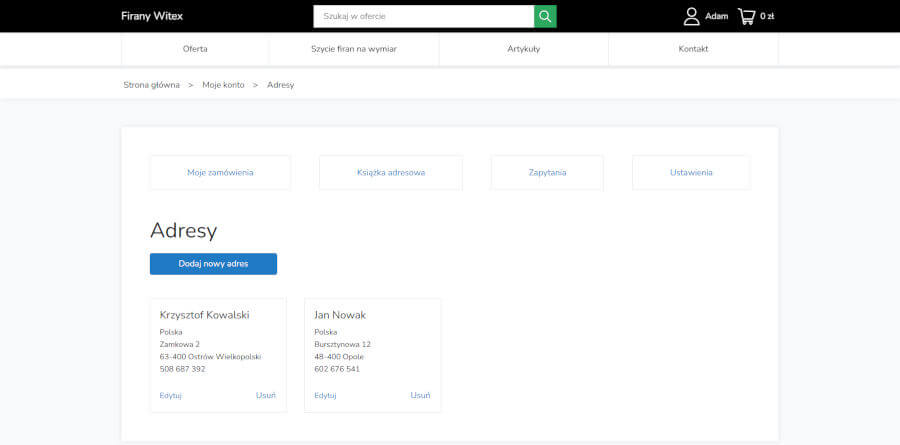 Firany Witex
Szukaj w ofercie
Adam
0 zł
Oferta
Szycie firan na wymiar
Artykuły
Kontakt
Strona główna > Moje konto > Adresy
Moje zamówienia
Książka adresowa
Zapytania
Ustawienia
Adresy
Dodaj nowy adres
Krzysztof Kowalski
Polska
Zamkowa 2
63-400 Ostrów Wielkopolski
508 687 392
Edytuj
Usuń
Jan Nowak
Polska
Bursztynowa 12
48-400 Opole
602 676 541
Edytuj
Usuń